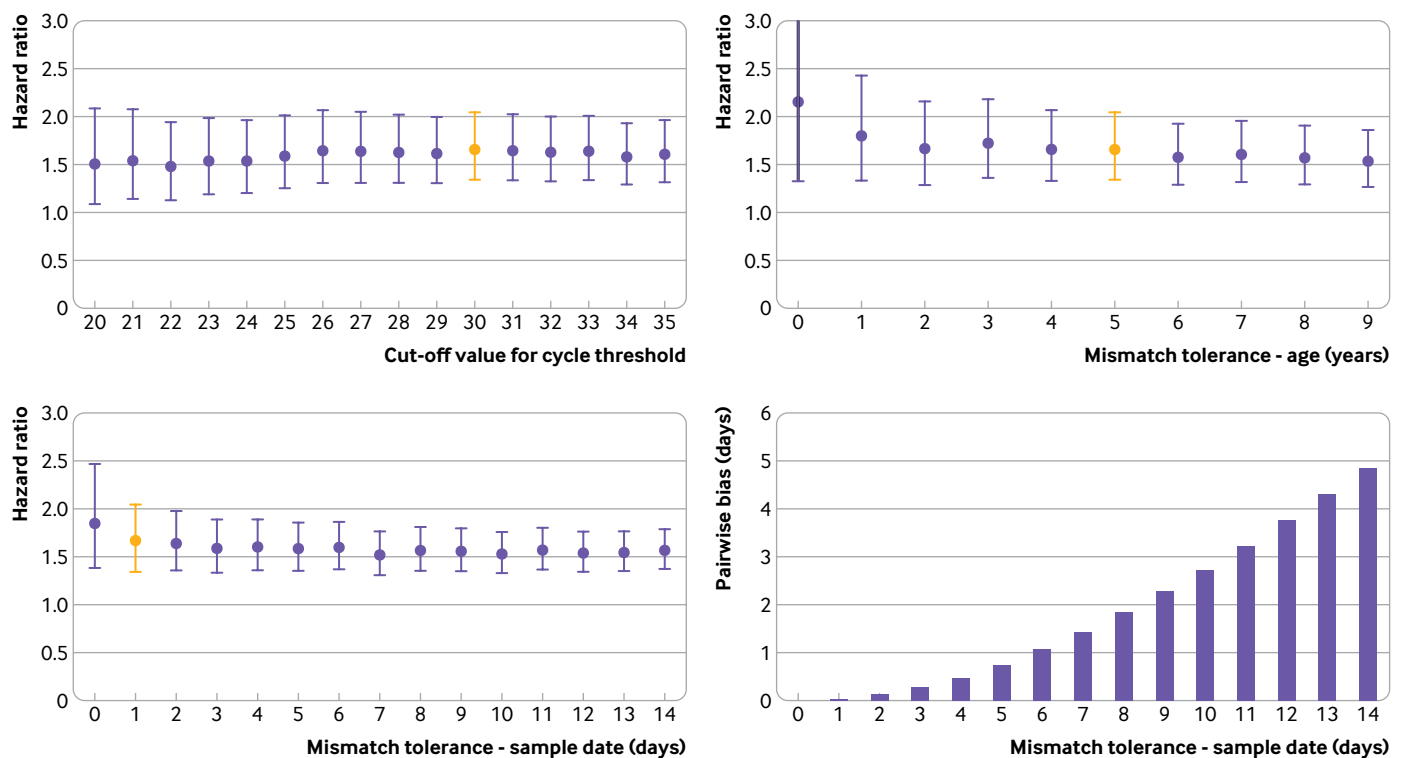 Hazard ratio
3.0
2.5
2.0
1.5
1.0
0.5
0
20 21 22 23 24 25 26 27 28 29 30 31 32 33 34 35
Cut-off value for cycle threshold
Hazard ratio
3.0
2.5
2.0
1.5
1.0
0.5
0
0 1 2 3 4 5 6 7 8 9
Mismatch tolerance - age (years)
Hazard ratio
3.0
2.5
2.0
1.5
1.0
0.5
0
0 1 2 3 4 5 6 7 8 9 10 11 12 13 14
Mismatch tolerance - sample date (days)
Pairwise bias (days)
6
5
4
3
2
1
0
0 1 2 3 4 5 6 7 8 9 10 11 12 13 14
Mismatch tolerance - sample date (days)